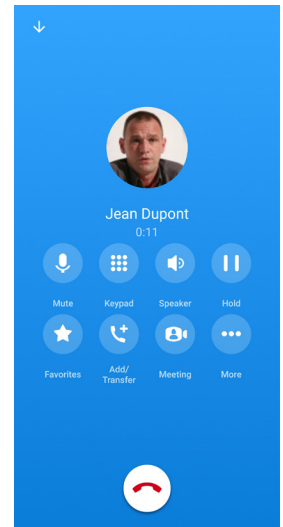 Jean Dupont
0:11
Mute Keypad Speaker Hold
Favorites Add/ Meeting More
Transfer